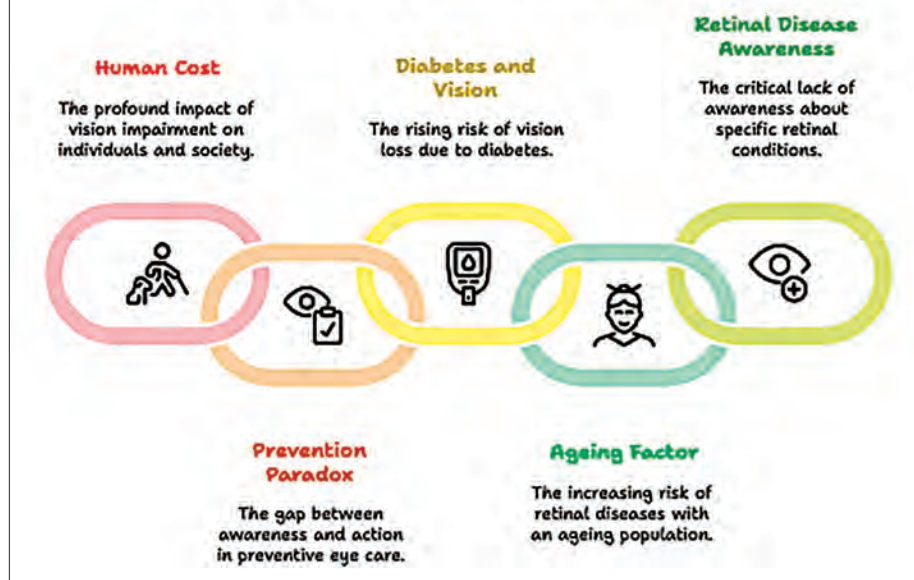 Human Cost
The profound impact of
vision impairment on
individuals and society.
Prevention
Paradox
The gap between
awareness and action
in preventive eye care.
Diabetes and
Vision
The rising risk of vision
loss due to diabetes.
Ageing Factor
The increasing risk of
retinal diseases with
an ageing population.
Retinal Disease
Awareness
The critical lack of
awareness about
specific retinal
conditions.